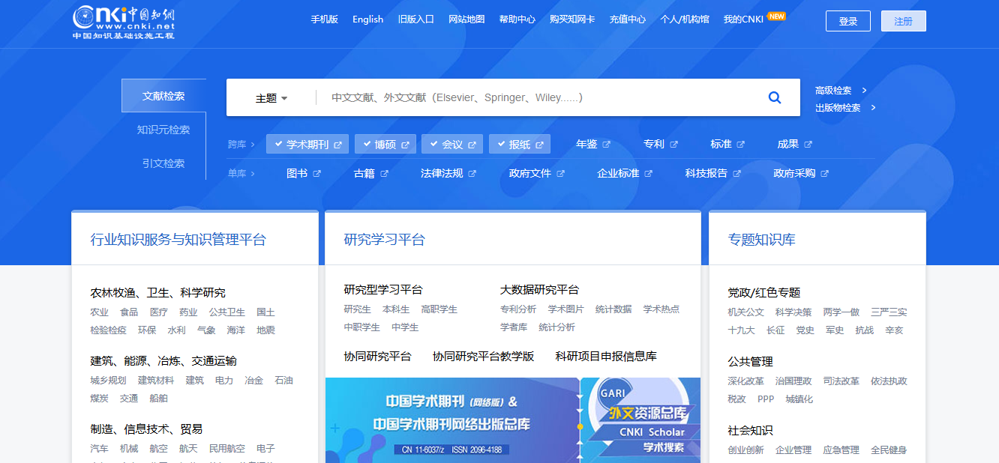 cnki中国知网
www.cnki.net
中国知识基础设施工程
手机版 English 旧版入口 网站地图 帮助中心 购买知网卡 充值中心 个人/机构馆 我的CNKI NEW 登录 注册
文献检索
知识元检索
引文检索
主题 中文文献、外文文献（Elsevier、Springer、Wiley......）
高级检索 >
出版物检索 >
跨库 > 学术期刊 博硕 会议 报纸 年鉴 专利 标准 成果
单库 > 图书 古籍 法律法规 政府文件 企业标准 科技报告 政府采购
行业知识服务与知识管理平台
农林牧渔、卫生、科学研究
农业 食品 医疗 药业 公共卫生 国土
检验检疫 环保 水利 气象 海洋 地震
建筑、能源、冶炼、交通运输
城乡规划 建筑材料 建筑 电力 冶金 石油
煤炭 交通 船舶
制造、信息技术、贸易
汽车 机械 航空 航天 民用航空 电子
研究学习平台
研究型学习平台
研究生 本科生 高职学生
中职学生 中学生
大数据研究平台
专利分析 学术图片 统计数据 学术热点
学者库 统计分析
协同研究平台 协同研究平台教学版 科研项目申报信息库
中国学术期刊（网络版）&
中国学术期刊网络出版总库
CN 11-6037/z ISSN 2096-4188
GARI
外文资源总库
CNKI Scholar
学术搜索
专题知识库
党政/红色专题
机关公文 科学决策 两学一做 三严三实
十九大 长征 党史 军史 抗战 辛亥
公共管理
深化改革 治国理政 司法改革 依法执政
税改 PPP 城镇化
社会知识
创业创新 企业管理 应急管理 全民健身